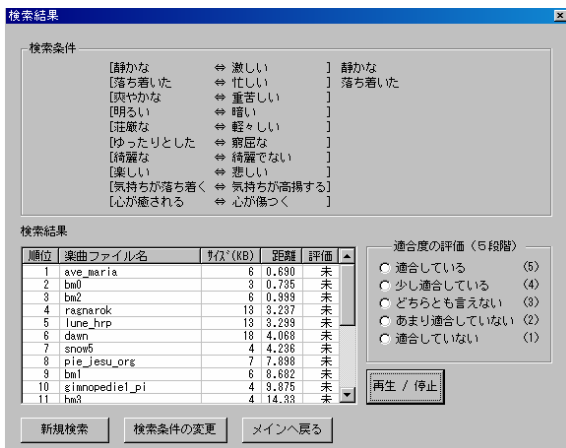 検索結果
検索条件
[静かな ⇔ 激しい ] 静かな
[落ち着いた ⇔ 忙しい ] 落ち着いた
[爽やかな ⇔ 重苦しい ]
[明るい ⇔ 暗い ]
[荘厳な ⇔ 軽々しい ]
[ゆったりとした ⇔ 窮屈な ]
[綺麗な ⇔ 綺麗でない ]
[楽しい ⇔ 悲しい ]
[気持ちが落ち着く ⇔ 気持ちが高揚する]
[心が癒される ⇔ 心が傷つく ]
検索結果
順位 楽曲ファイル名 サイズ(KB) 距離 評価
1 ave_maria 6 0.690 未
2 bm0 3 0.735 未
3 bm2 6 0.999 未
4 ragnarok 13 3.237 未
5 lune_hrp 13 3.299 未
6 dawn 18 4.068 未
7 snow5 4 4.236 未
8 pie_jesu_org 7 7.898 未
9 bm1 6 8.682 未
10 gimnopedie1_pi 4 9.875 未
11 bm3 4 14.33 未
適合度の評価(5段階)
適合している (5)
少し適合している (4)
どちらとも言えない (3)
あまり適合していない (2)
適合していない (1)
再生 / 停止
新規検索 検索条件の変更 メインへ戻る